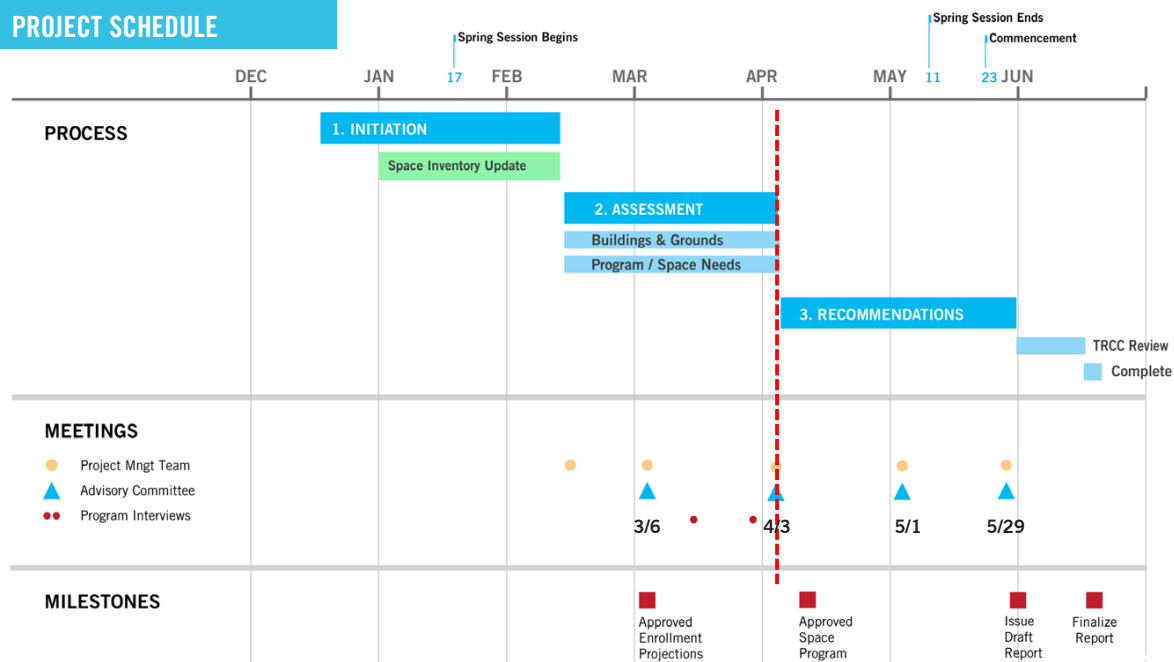 PROJECT SCHEDULE
Spring Session Begins
Spring Session Ends
Commencement
DEC JAN 17 FEB MAR APR MAY 11 23 JUN
PROCESS
1. INITIATION
Space Inventory Update
2. ASSESSMENT
Buildings & Grounds
Program / Space Needs
3. RECOMMENDATIONS
TRCC Review
Complete
MEETINGS
Project Mngt Team
Advisory Committee
Program Interviews
3/6 4/3 5/1 5/29
MILESTONES
Approved
Enrollment
Projections
Approved
Space
Program
Issue
Draft
Report
Finalize
Report